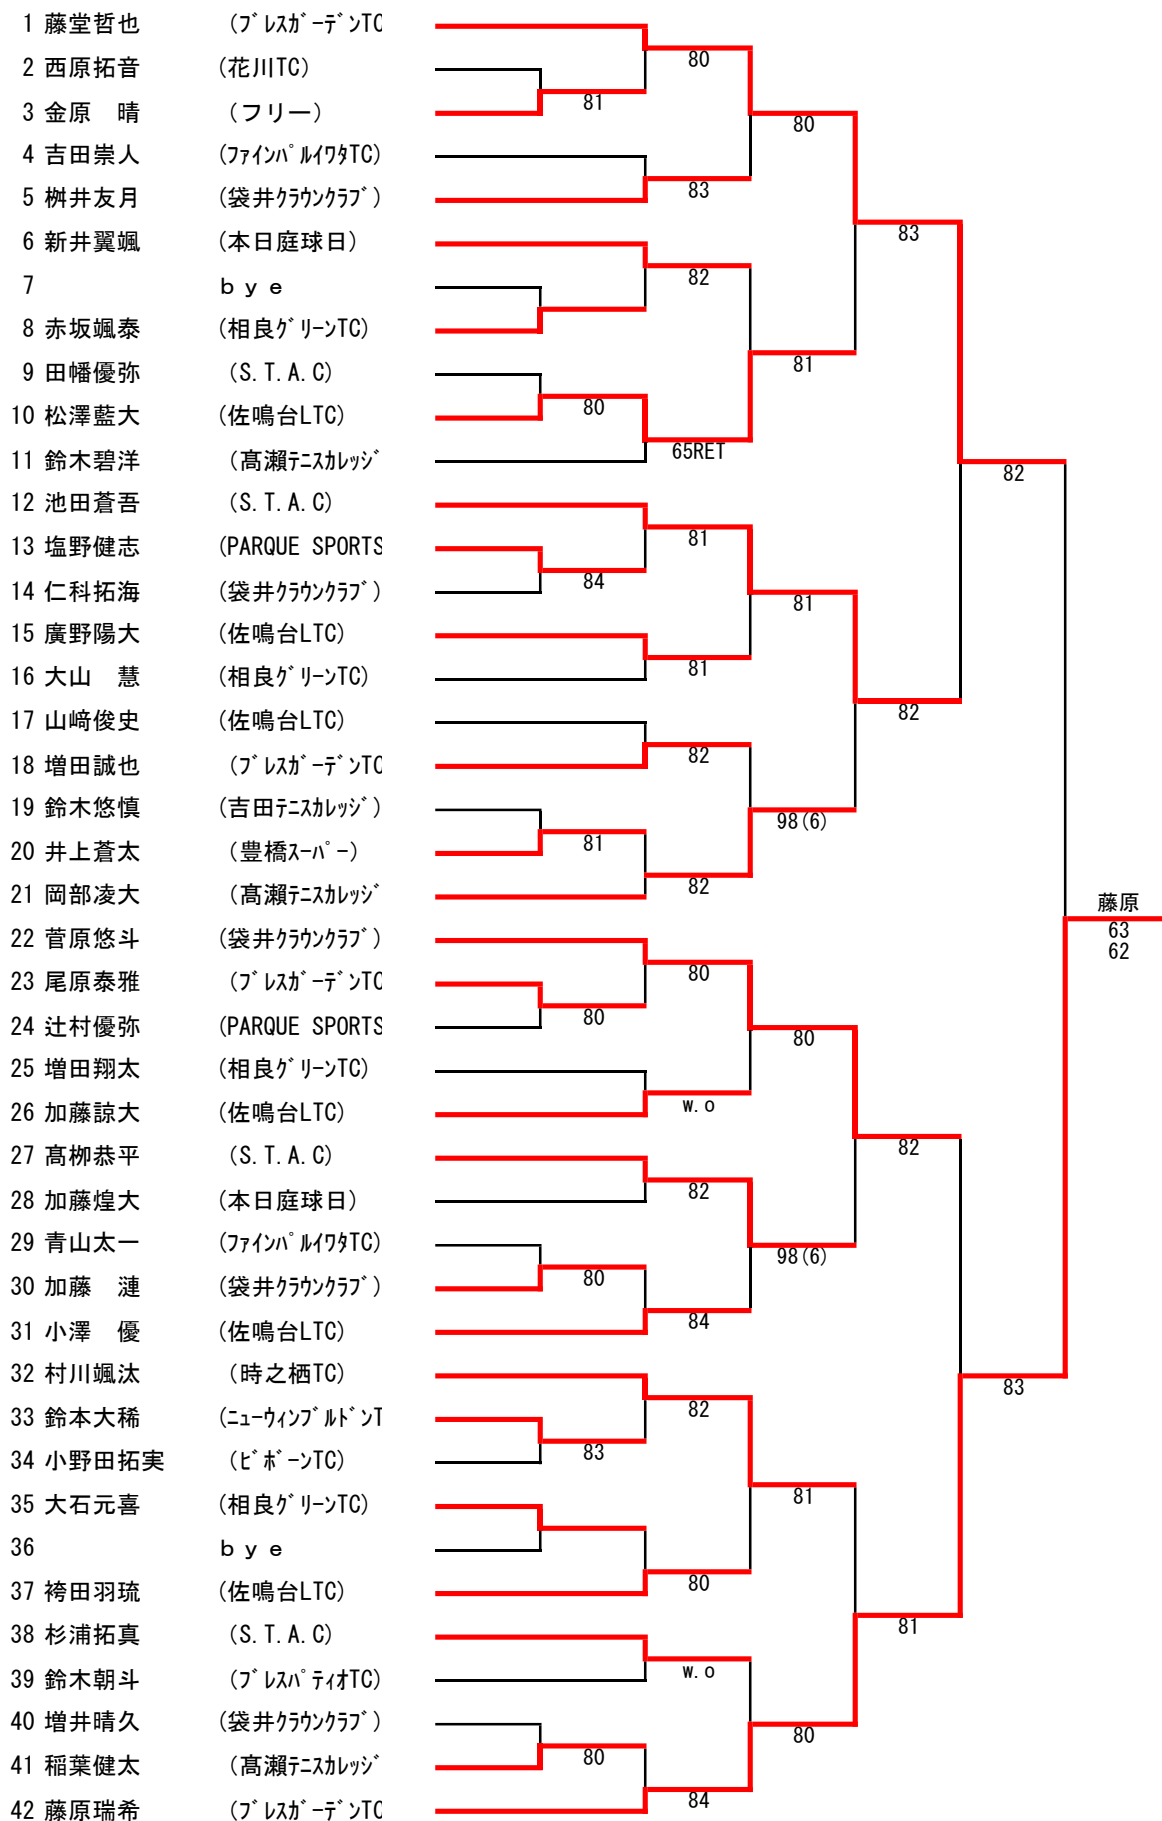 1 藤堂哲也 (ﾌﾞﾚｽｶﾞｰﾃﾞﾝTC
80
2 西原拓音 (花川TC)
81
3 金原　晴 (フリー)
80
4 吉田崇人 (ﾌｧｲﾝﾊﾟﾙｲﾜﾀTC)
83
5 桝井友月 (袋井ｸﾗｳﾝｸﾗﾌﾞ)
83
6 新井翼颯 (本日庭球日)
82
7 ｂｙｅ
8 赤坂颯泰 (相良ｸﾞﾘｰﾝTC)
81
9 田幡優弥 (S.T.A.C)
80
10 松澤藍大 (佐鳴台LTC)
65RET
11 鈴木碧洋 (髙瀬ﾃﾆｽｶﾚｯｼﾞ
82
12 池田蒼吾 (S.T.A.C)
81
13 塩野健志 (PARQUE SPORTS
84
14 仁科拓海 (袋井ｸﾗｳﾝｸﾗﾌﾞ)
81
15 廣野陽大 (佐鳴台LTC)
81
16 大山　慧 (相良ｸﾞﾘｰﾝTC)
82
17 山﨑俊史 (佐鳴台LTC)
82
18 増田誠也 (ﾌﾞﾚｽｶﾞｰﾃﾞﾝTC
19 鈴木悠慎 (吉田ﾃﾆｽｶﾚｯｼﾞ)
98(6)
81
20 井上蒼太 (豊橋ｽｰﾊﾟｰ)
82
21 岡部凌大 (髙瀬ﾃﾆｽｶﾚｯｼﾞ
藤原
63
62
22 菅原悠斗 (袋井ｸﾗｳﾝｸﾗﾌﾞ)
80
23 尾原泰雅 (ﾌﾞﾚｽｶﾞｰﾃﾞﾝTC
80
24 辻村優弥 (PARQUE SPORTS
80
25 増田翔太 (相良ｸﾞﾘｰﾝTC)
w.o
26 加藤諒大 (佐鳴台LTC)
82
27 髙栁恭平 (S.T.A.C)
82
28 加藤煌大 (本日庭球日)
29 青山太一 (ﾌｧｲﾝﾊﾟﾙｲﾜﾀTC)
98(6)
80
30 加藤　漣 (袋井ｸﾗｳﾝｸﾗﾌﾞ)
84
31 小澤　優 (佐鳴台LTC)
32 村川颯汰 (時之栖TC)
83
82
33 鈴本大稀 (ﾆｭｰｳｨﾝﾌﾞﾙﾄﾞﾝT
83
34 小野田拓実 (ﾋﾞﾎﾞｰﾝTC)
81
35 大石元喜 (相良ｸﾞﾘｰﾝTC)
36 ｂｙｅ
80
37 袴田羽琉 (佐鳴台LTC)
81
38 杉浦拓真 (S.T.A.C)
w.o
39 鈴木朝斗 (ﾌﾞﾚｽﾊﾟﾃｨｵTC)
40 増井晴久 (袋井ｸﾗｳﾝｸﾗﾌﾞ)
80
80
41 稲葉健太 (髙瀬ﾃﾆｽｶﾚｯｼﾞ
84
42 藤原瑞希 (ﾌﾞﾚｽｶﾞｰﾃﾞﾝTC